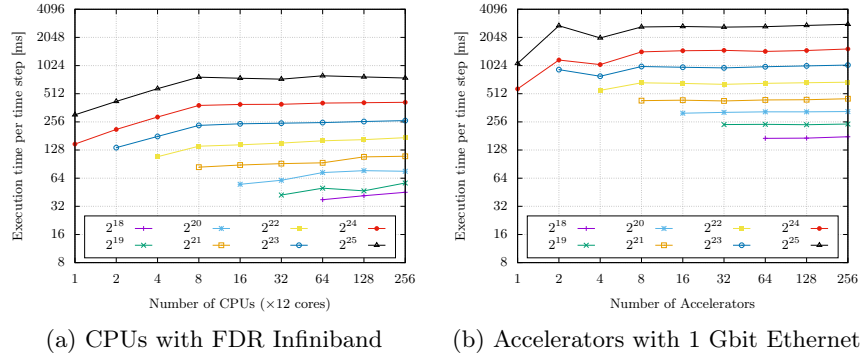 4096
2048
1024
512
256
128
64
32
16
8
Execution time per time step [ms]
2^18 2^20 2^22 2^24
2^19 2^21 2^23 2^25
1 2 4 8 16 32 64 128 256
Number of CPUs (×12 cores)
(a) CPUs with FDR Infiniband
4096
2048
1024
512
256
128
64
32
16
8
Execution time per time step [ms]
2^18 2^20 2^22 2^24
2^19 2^21 2^23 2^25
1 2 4 8 16 32 64 128 256
Number of Accelerators
(b) Accelerators with 1 Gbit Ethernet